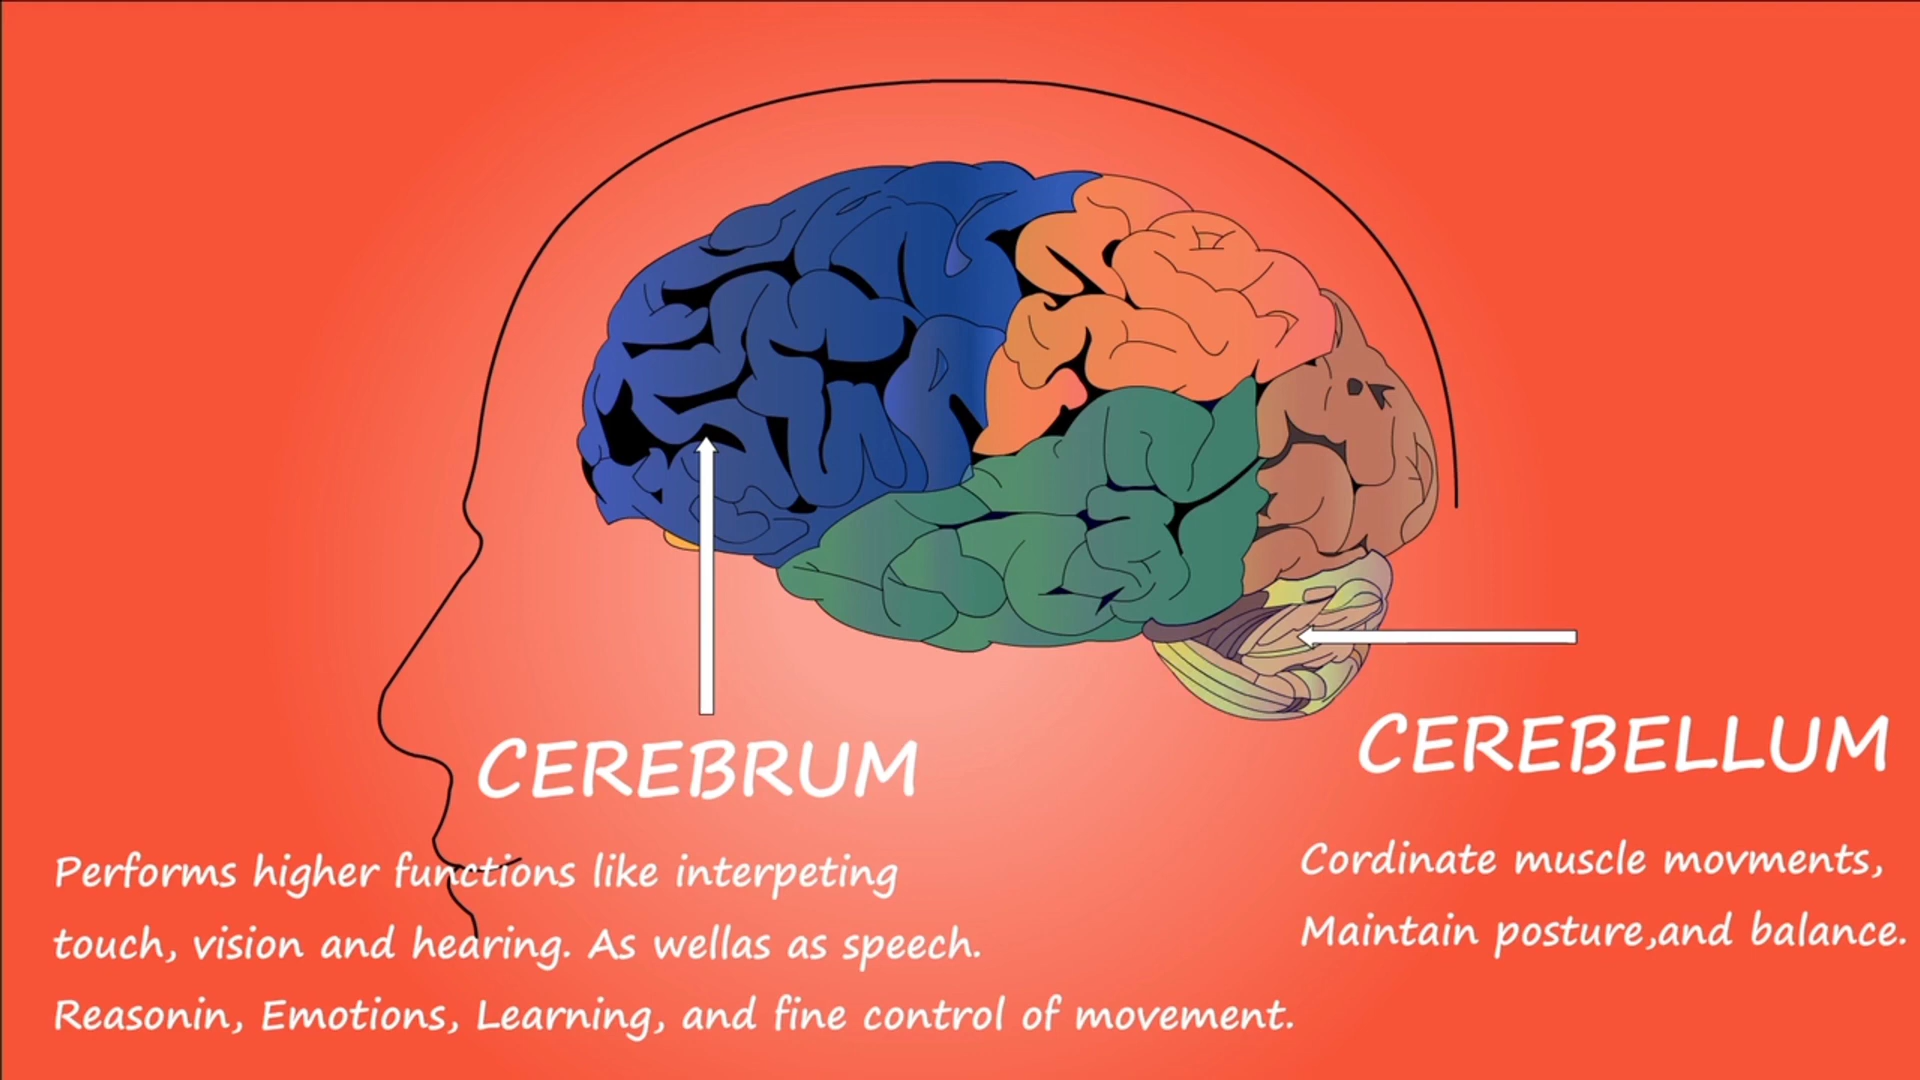 CEREBRUM
Performs higher functions like interpeting
touch, vision and hearing. As wellas as speech.
Reasonin, Emotions, Learning, and fine control of movement.
CEREBELLUM
Cordinate muscle movments,
Maintain posture,and balance.